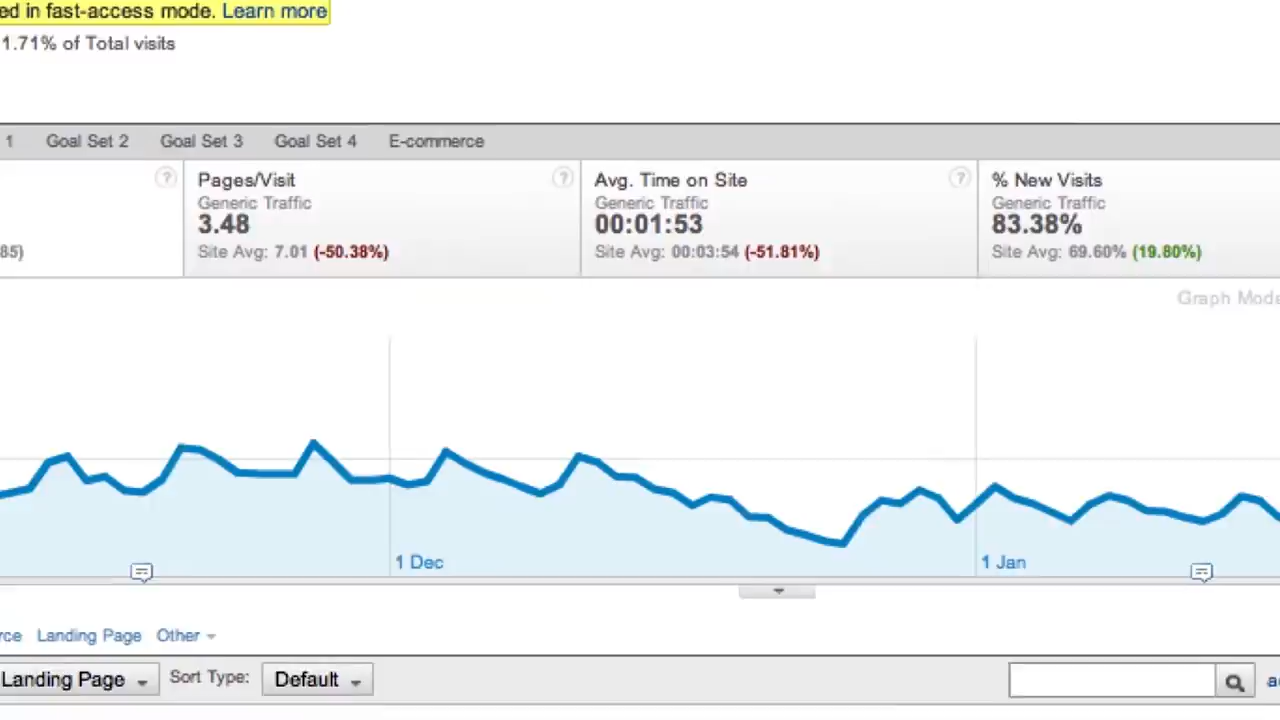 ed in fast-access mode. Learn more
1.71% of Total visits
1 Goal Set 2 Goal Set 3 Goal Set 4 E-commerce
Pages/Visit
Generic Traffic
3.48
Site Avg: 7.01 (-50.38%)
Avg. Time on Site
Generic Traffic
00:01:53
Site Avg: 00:03:54 (-51.81%)
% New Visits
Generic Traffic
83.38%
Site Avg: 69.60% (19.80%)
85)
Graph Mode
1 Dec
1 Jan
rce Landing Page Other
Landing Page Sort Type: Default